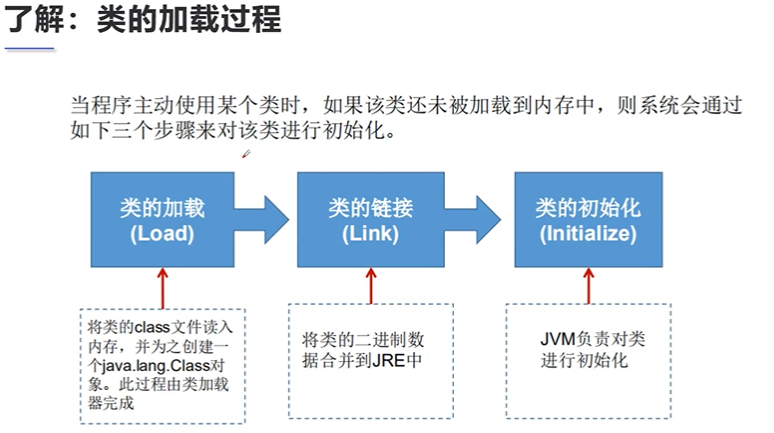 了解：类的加载过程
当程序主动使用某个类时，如果该类还未被加载到内存中，则系统会通过
如下三个步骤来对该类进行初始化。
类的加载
(Load)
类的链接
(Link)
类的初始化
(Initialize)
将类的class文件读入
内存，并为之创建一
个java.lang.Class对
象。此过程由类加载
器完成
将类的二进制数
据合并到JRE中
JVM负责对类
进行初始化